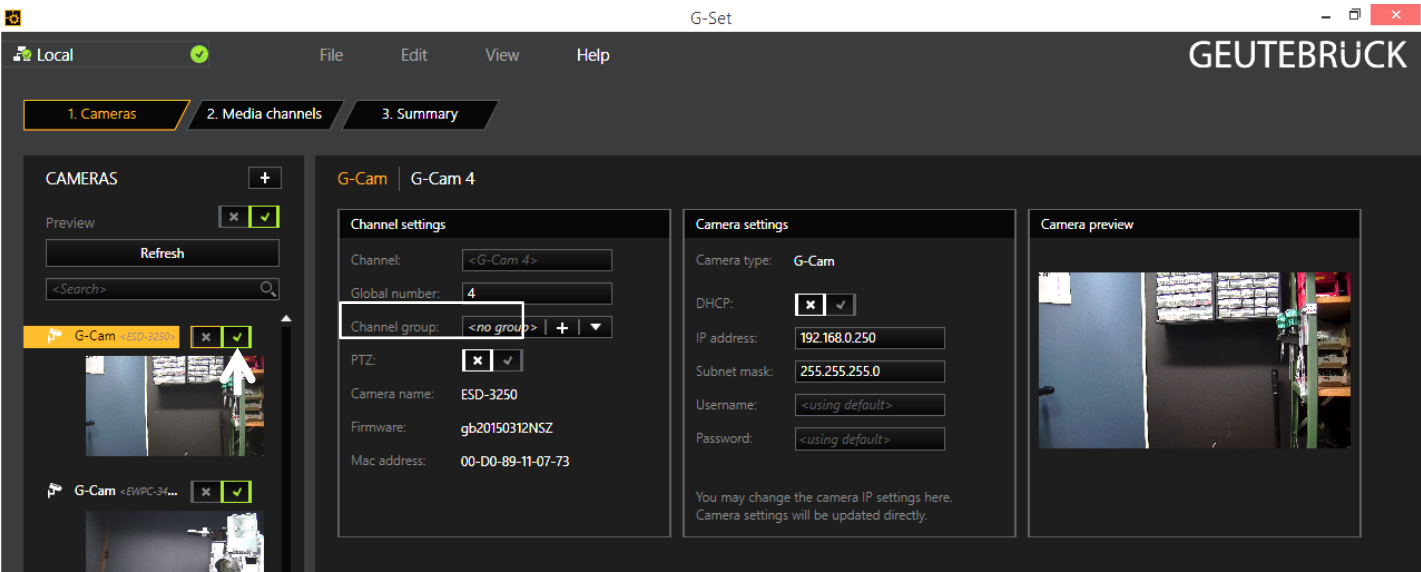 G-Set
Local File Edit View Help GEUTEBRÜCK
1. Cameras 2. Media channels 3. Summary
CAMERAS +
Preview
Refresh
<Search>
G-Cam <ESD-3250>
G-Cam <EWPC-34...
G-Cam G-Cam 4
Channel settings
Channel: <G-Cam 4>
Global number: 4
Channel group: <no group> +
PTZ:
Camera name: ESD-3250
Firmware: gb20150312NSZ
Mac address: 00-D0-89-11-07-73
Camera settings
Camera type: G-Cam
DHCP:
IP address: 192.168.0.250
Subnet mask: 255.255.255.0
Username: <using default>
Password: <using default>
You may change the camera IP settings here.
Camera settings will be updated directly.
Camera preview